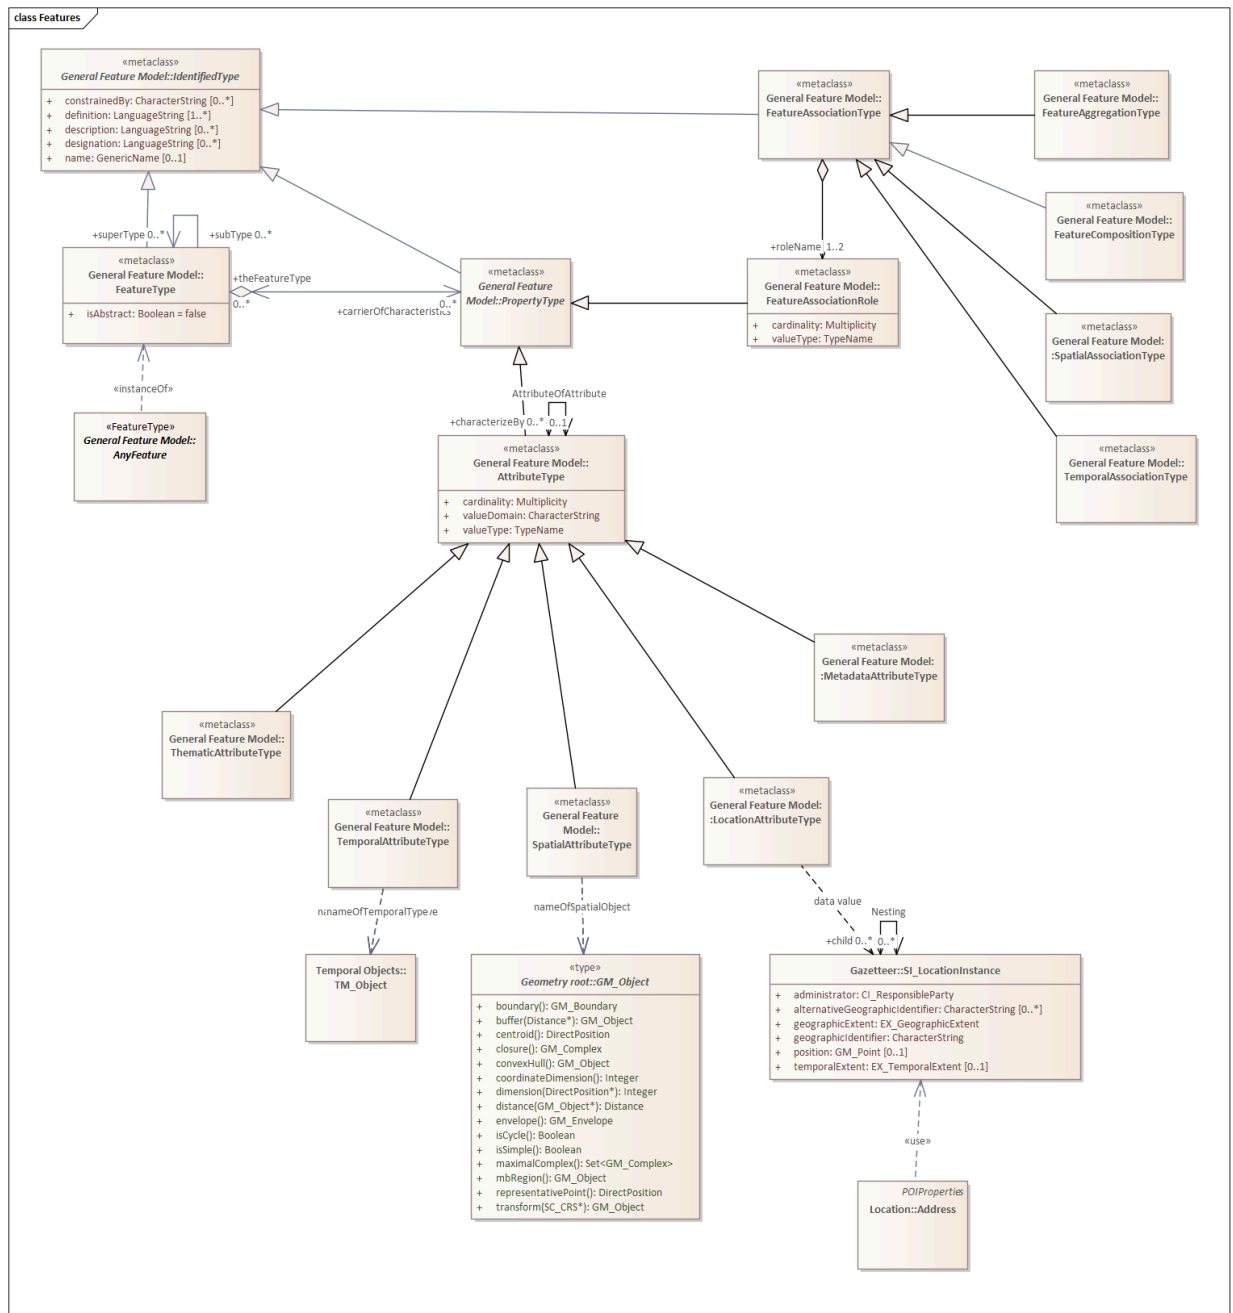 class Features
«metaclass»
General Feature Model::IdentifiedType
+ constrainedBy: CharacterString [0..*]
+ definition: LanguageString [1..*]
+ description: LanguageString [0..*]
+ designation: LanguageString [0..*]
+ name: GenericName [0..1]
«metaclass»
General Feature Model::
FeatureAssociationType
«metaclass»
General Feature Model::
FeatureAggregationType
«metaclass»
General Feature Model::
FeatureCompositionType
+superType 0..*
+subType 0..*
«metaclass»
General Feature Model::
FeatureType
+ isAbstract: Boolean = false
+theFeatureType
0..*
0..*
+carrierOfCharacteristics
«metaclass»
General Feature
Model::PropertyType
+roleName 1..2
«metaclass»
General Feature Model::
FeatureAssociationRole
+ cardinality: Multiplicity
+ valueType: TypeName
«metaclass»
General Feature Model:
:SpatialAssociationType
«instanceOf»
«FeatureType»
General Feature Model::
AnyFeature
AttributeOfAttribute
+characterizeBy 0..*
0..1
«metaclass»
General Feature Model::
AttributeType
+ cardinality: Multiplicity
+ valueDomain: CharacterString
+ valueType: TypeName
«metaclass»
General Feature Model::
TemporalAssociationType
«metaclass»
General Feature Model:
:MetadataAttributeType
«metaclass»
General Feature Model::
ThematicAttributeType
«metaclass»
General Feature Model::
TemporalAttributeType
«metaclass»
General Feature
Model::
SpatialAttributeType
«metaclass»
General Feature Model:
:LocationAttributeType
nameOfTemporalType
nameOfSpatialObject
data value
Nesting
+child 0..*
0..*
Temporal Objects::
TM_Object
«type»
Geometry root::GM_Object
+ boundary(): GM_Boundary
+ buffer(Distance*): GM_Object
+ centroid(): DirectPosition
+ closure(): GM_Complex
+ convexHull(): GM_Object
+ coordinateDimension(): Integer
+ dimension(DirectPosition*): Integer
+ distance(GM_Object*): Distance
+ envelope(): GM_Envelope
+ isCycle(): Boolean
+ isSimple(): Boolean
+ maximalComplex(): Set<GM_Complex>
+ mbRegion(): GM_Object
+ representativePoint(): DirectPosition
+ transform(SC_CRS*): GM_Object
Gazetteer::SI_LocationInstance
+ administrator: CI_ResponsibleParty
+ alternativeGeographicIdentifier: CharacterString [0..*]
+ geographicExtent: EX_GeographicExtent
+ geographicIdentifier: CharacterString
+ position: GM_Point [0..1]
+ temporalExtent: EX_TemporalExtent [0..1]
«use»
POIProperties
Location::Address